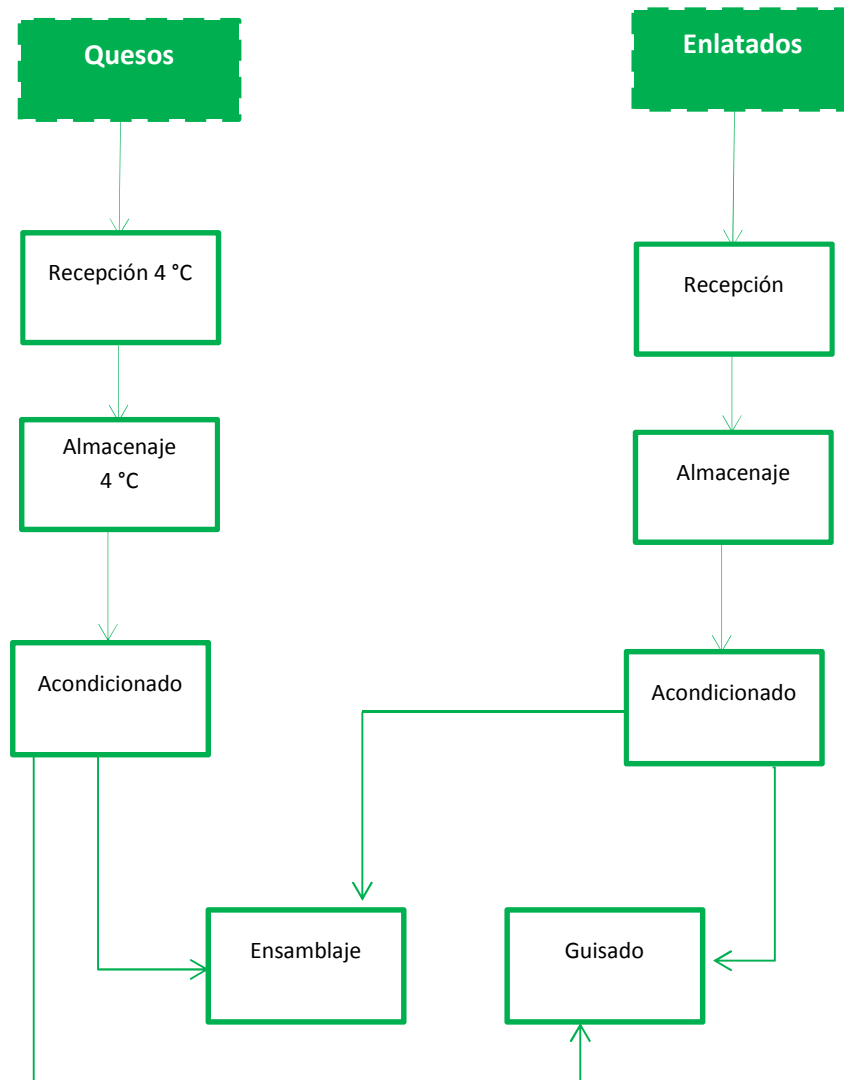 Quesos
Enlatados
Recepción 4 °C
Recepción
Almacenaje
4 °C
Almacenaje
Acondicionado
Acondicionado
Ensamblaje
Guisado